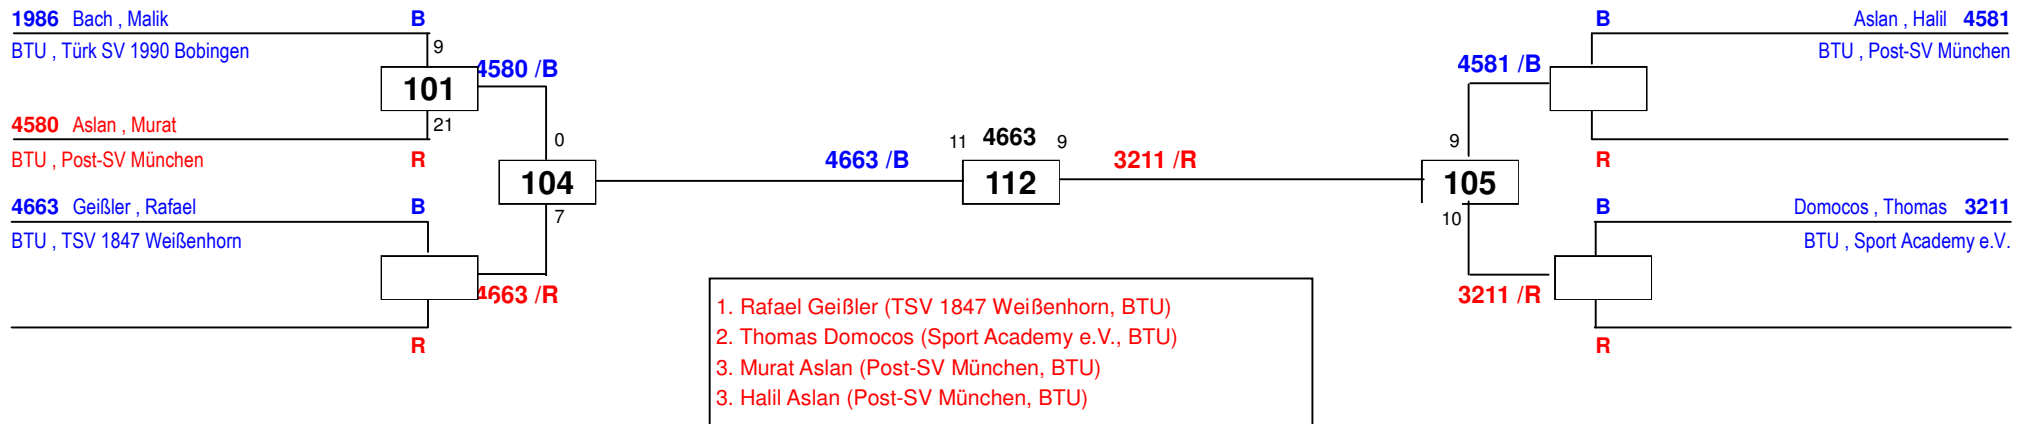 1986 Bach , Malik B
BTU , Türk SV 1990 Bobingen
9
4580 /B
101
4580 Aslan , Murat
21
BTU , Post-SV München R
0
104
7
4663 Geißler , Rafael B
BTU , TSV 1847 Weißenhorn
4663 /R
R
4663 /B
11 4663 9
112
3211 /R
B Aslan , Halil 4581
BTU , Post-SV München
4581 /B
9
R
105
10
B Domocos , Thomas 3211
BTU , Sport Academy e.V.
3211 /R
R
1. Rafael Geißler (TSV 1847 Weißenhorn, BTU)
2. Thomas Domocos (Sport Academy e.V., BTU)
3. Murat Aslan (Post-SV München, BTU)
3. Halil Aslan (Post-SV München, BTU)